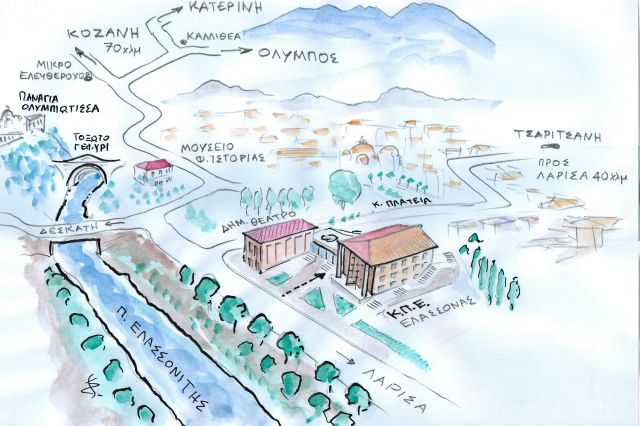 ΚΑΤΕΡΙΝΗ
ΚΟΖΑΝΗ
70χλμ
ΚΑΛΛΙΘΕΑ
ΟΛΥΜΠΟΣ
ΜΙΚΡΟ
ΕΛΕΥΘΕΡΟΧΩΡΙ
ΠΑΝΑΓΙΑ
ΟΛΥΜΠΙΩΤΙΣΣΑ
ΤΟΞΩΤΟ
ΓΕΦΥΡΙ
ΜΟΥΣΕΙΟ
Φ. ΙΣΤΟΡΙΑΣ
ΤΣΑΡΙΤΣΑΝΗ
ΠΡΟΣ
ΛΑΡΙΣΑ 40χλμ
Κ. ΠΛΑΤΕΙΑ
ΔΗΜ. ΘΕΑΤΡΟ
ΔΕΣΚΑΤΗ
Κ.Π.Ε.
ΕΛΑΣΣΟΝΑΣ
Π. ΕΛΑΣΣΟΝΙΤΗΣ
ΛΑΡΙΣΑ